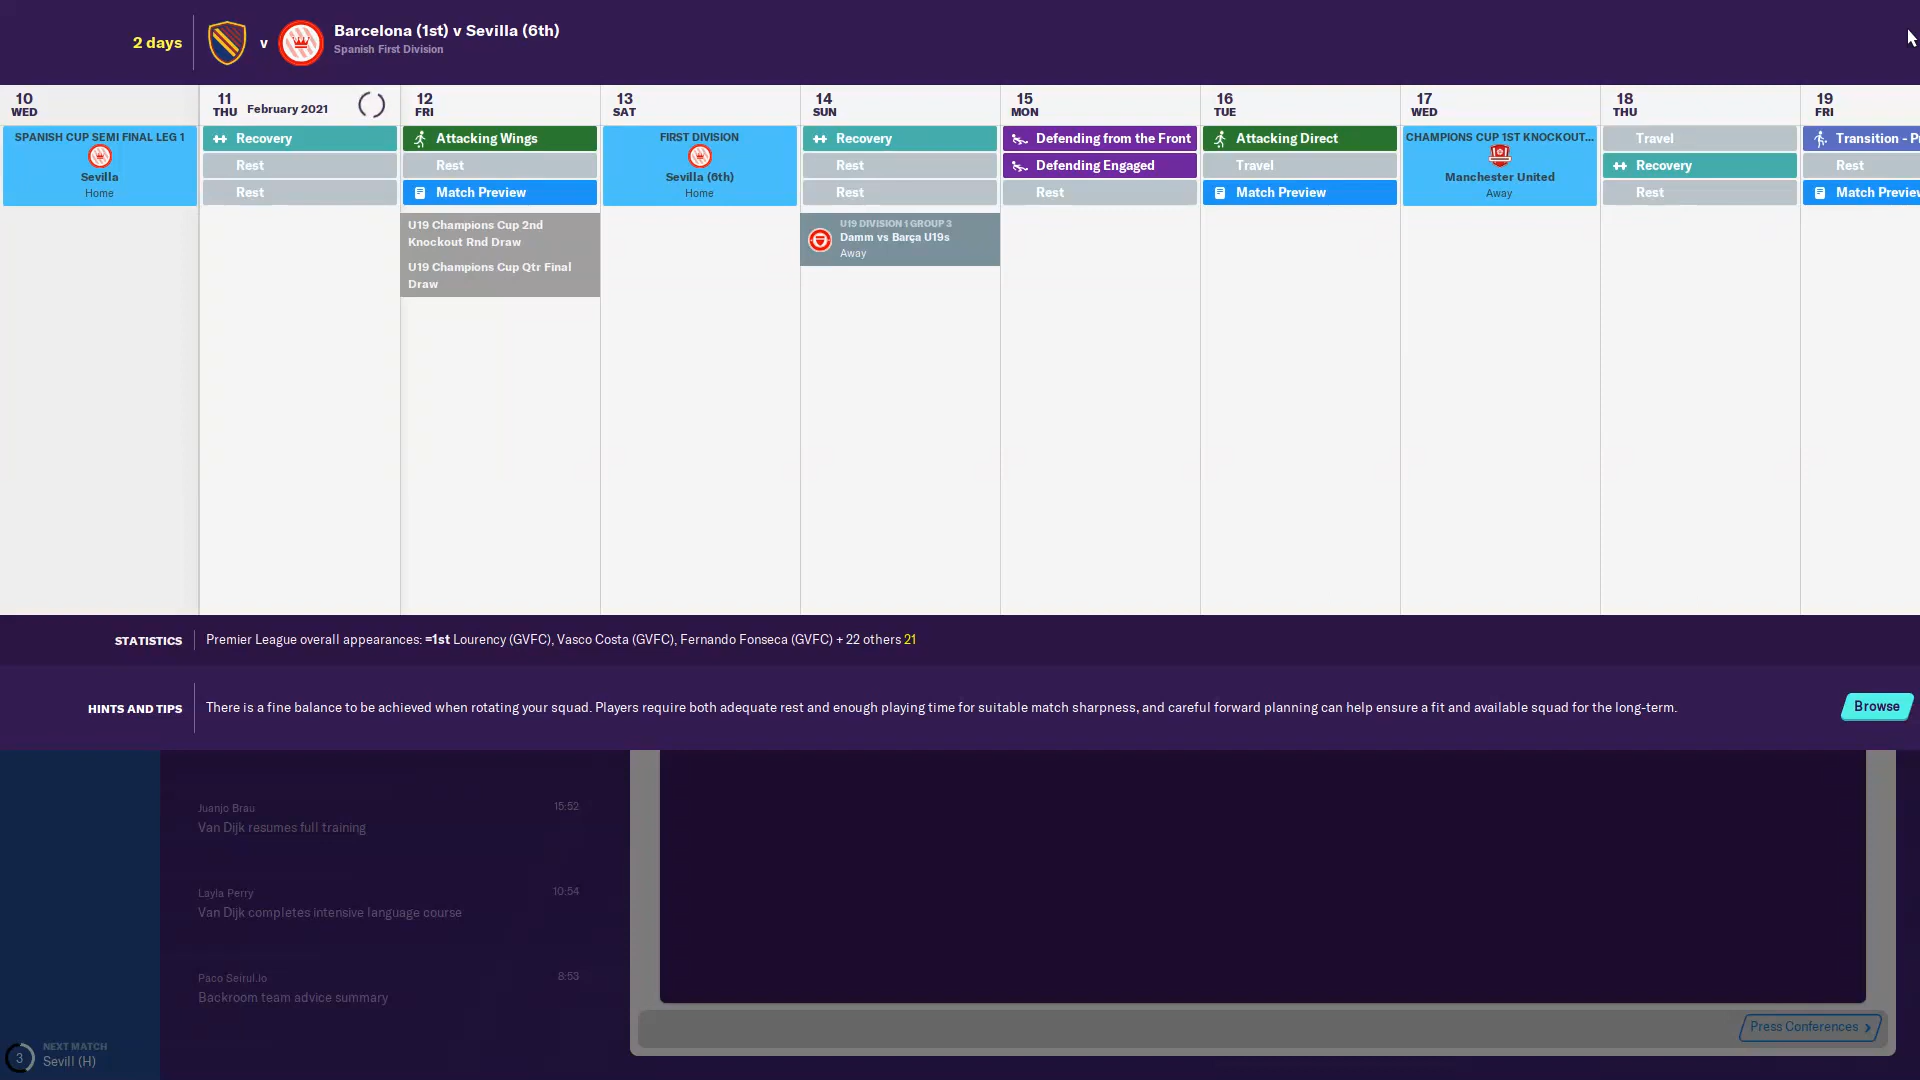 2 days
v
Barcelona (1st) v Sevilla (6th)
Spanish First Division
10
WED
11
THU February 2021
12
FRI
13
SAT
14
SUN
15
MON
16
TUE
17
WED
18
THU
19
FRI
SPANISH CUP SEMI FINAL LEG 1
Sevilla
Home
Recovery
Rest
Rest
Attacking Wings
Rest
Match Preview
U19 Champions Cup 2nd
Knockout Rnd Draw
U19 Champions Cup Qtr Final
Draw
FIRST DIVISION
Sevilla (6th)
Home
Recovery
Rest
Rest
U19 DIVISION 1 GROUP 3
Damm vs Barça U19s
Away
Defending from the Front
Defending Engaged
Rest
Attacking Direct
Travel
Match Preview
CHAMPIONS CUP 1ST KNOCKOUT...
Manchester United
Away
Travel
Recovery
Rest
Transition - P
Rest
Match Preview
STATISTICS
Premier League overall appearances: =1st Lourency (GVFC), Vasco Costa (GVFC), Fernando Fonseca (GVFC) + 22 others 21
HINTS AND TIPS
There is a fine balance to be achieved when rotating your squad. Players require both adequate rest and enough playing time for suitable match sharpness, and careful forward planning can help ensure a fit and available squad for the long-term.
Browse
Juanjo Brau 15:52
Van Dijk resumes full training
Layla Perry 10:54
Van Dijk completes intensive language course
Paco Seirul.lo 8:53
Backroom team advice summary
Press Conferences
3
NEXT MATCH
Sevill (H)